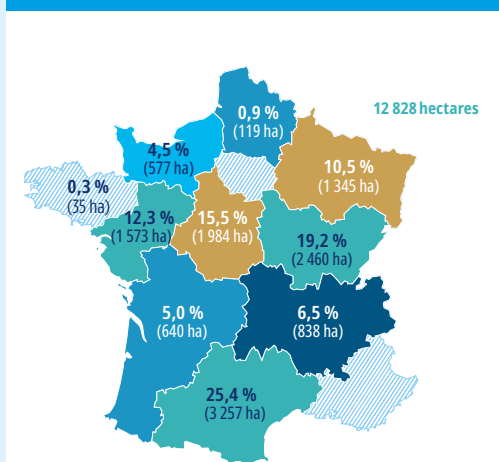 0,9 %
(119 ha)
12 828 hectares
4,5 %
(577 ha)
10,5 %
(1 345 ha)
0,3 %
(35 ha)
12,3 %
(1 573 ha)
15,5 %
(1 984 ha)
19,2 %
(2 460 ha)
5,0 %
(640 ha)
6,5 %
(838 ha)
25,4 %
(3 257 ha)